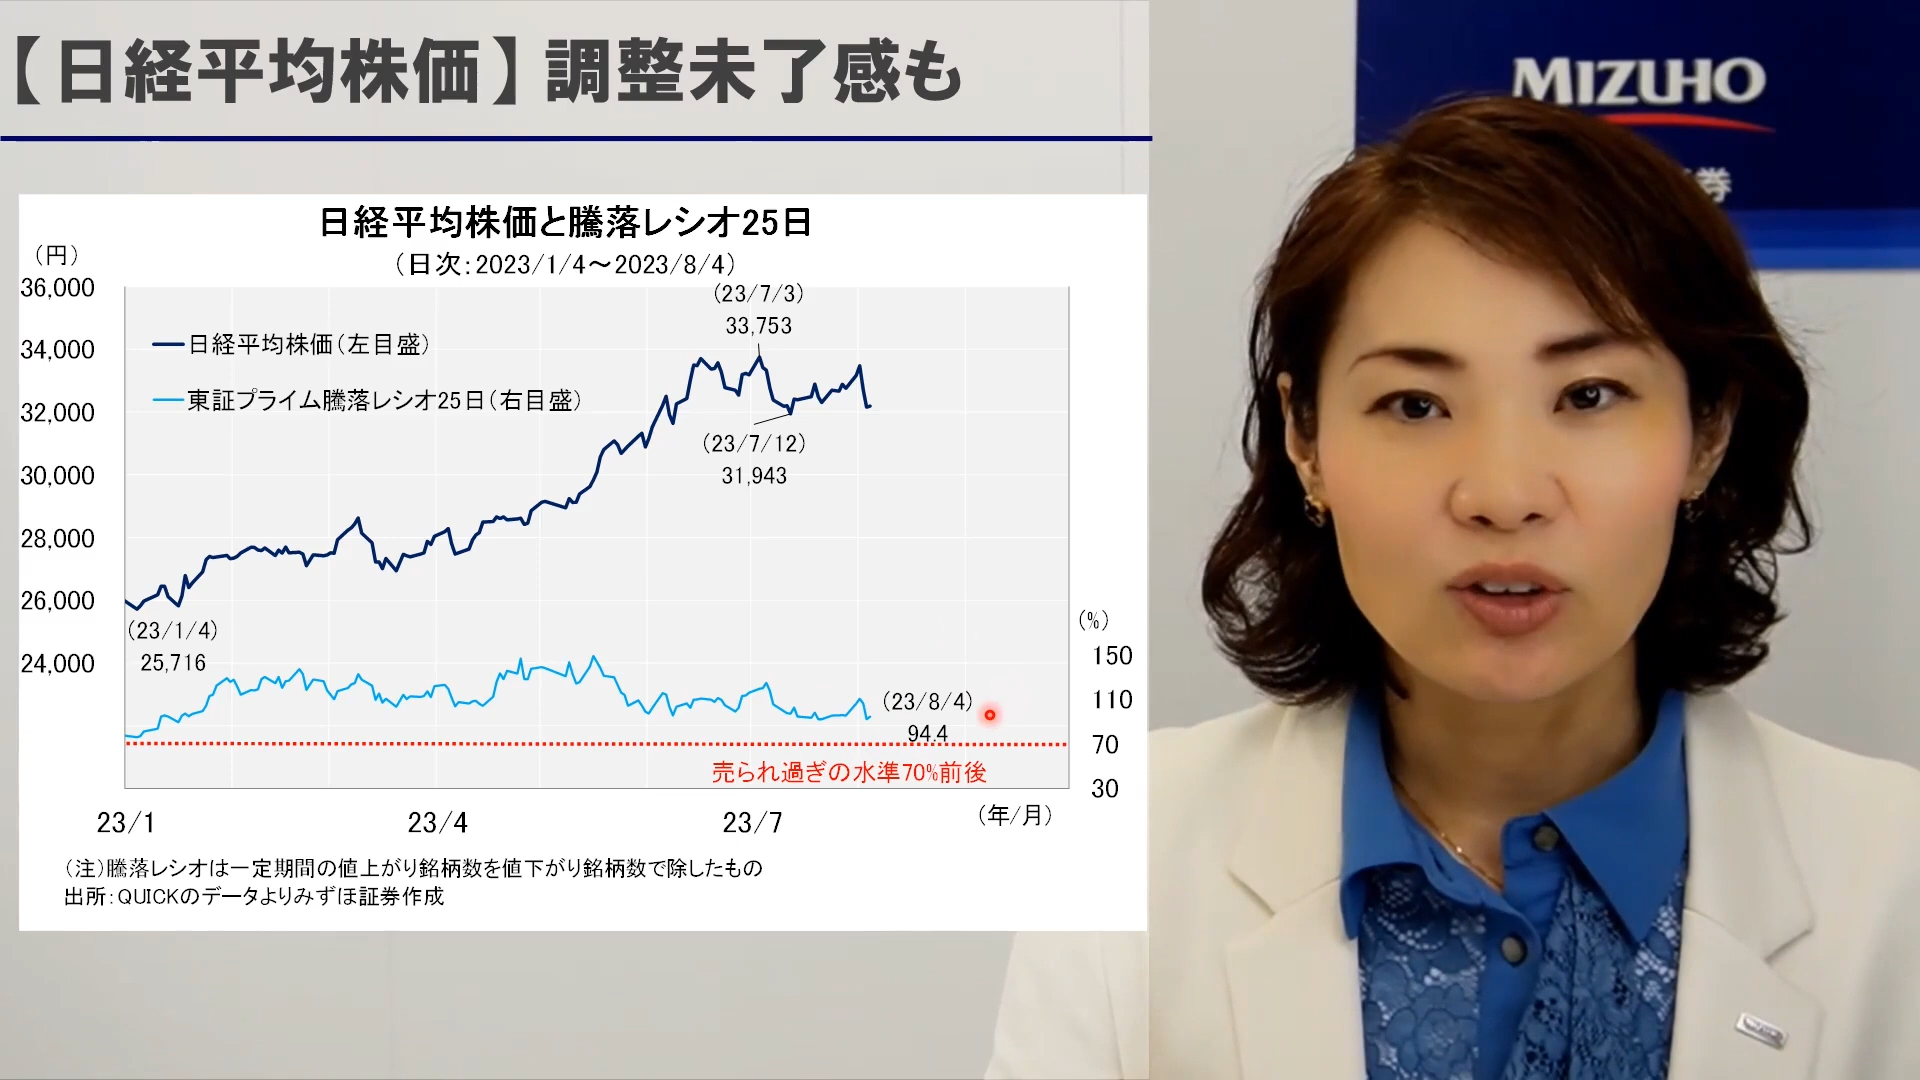 【日経平均株価】調整未了感も
MIZUHO
券
日経平均株価と騰落レシオ25日
（日次：2023/1/4～2023/8/4）
（円）
36,000
34,000
32,000
30,000
28,000
26,000
24,000
日経平均株価（左目盛）
東証プライム騰落レシオ25日（右目盛）
（23/7/3）
33,753
（23/7/12）
31,943
（23/1/4）
25,716
（23/8/4）
94.4
売られ過ぎの水準70%前後
（%）
150
110
70
30
23/1
23/4
23/7
（年/月）
（注）騰落レシオは一定期間の値上がり銘柄数を値下がり銘柄数で除したもの
出所：QUICKのデータよりみずほ証券作成